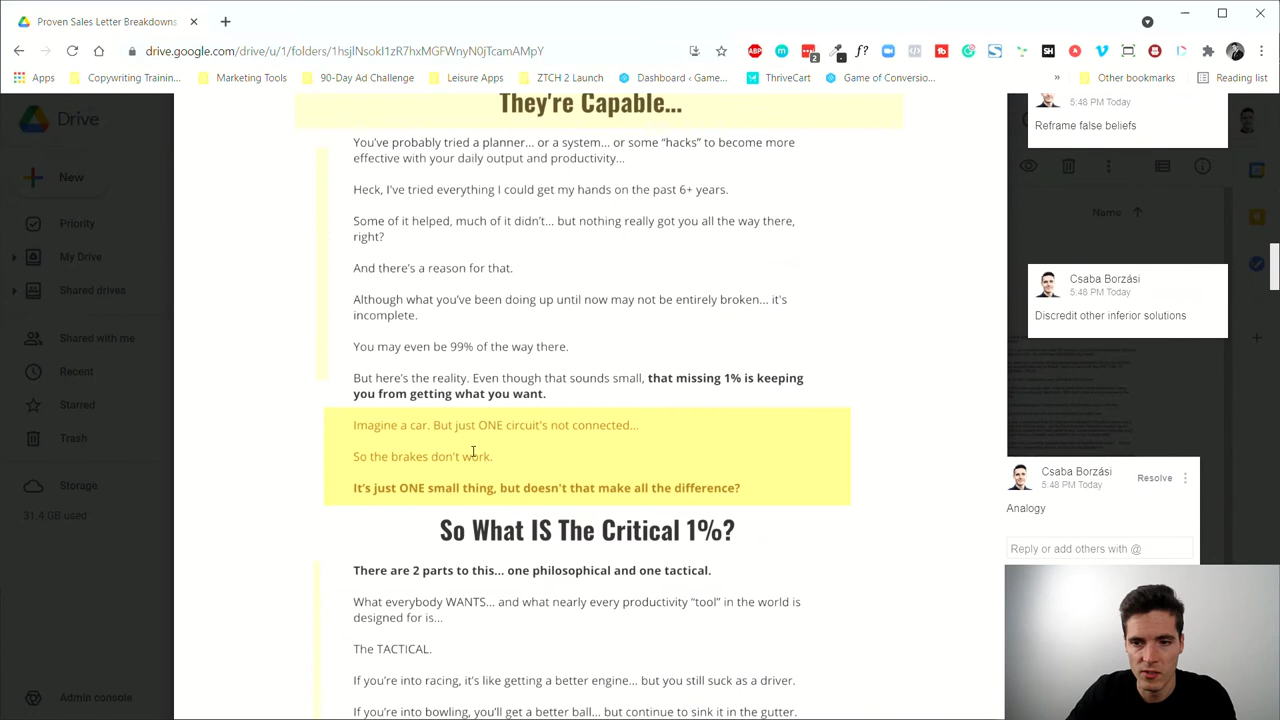 Proven Sales Letter Breakdowns
drive.google.com/drive/u/1/folders/1hsjlNsokI1zR7hxMGFWnyN0jTcamAMpY
ABP
m
2
f?
SH
Apps
Copywriting Trainin...
Marketing Tools
90-Day Ad Challenge
Leisure Apps
ZTCH 2 Launch
Dashboard ‹ Game...
ThriveCart
Game of Conversio...
»
Other bookmarks
Reading list
Drive
New
Priority
My Drive
Shared drives
Shared with me
Recent
Starred
Trash
Storage
31.4 GB used
Admin console
They're Capable...
You've probably tried a planner... or a system... or some “hacks” to become more
effective with your daily output and productivity...
Heck, I've tried everything I could get my hands on the past 6+ years.
Some of it helped, much of it didn't... but nothing really got you all the way there,
right?
And there's a reason for that.
Although what you've been doing up until now may not be entirely broken... it's
incomplete.
You may even be 99% of the way there.
But here's the reality. Even though that sounds small, that missing 1% is keeping
you from getting what you want.
Imagine a car. But just ONE circuit's not connected...
So the brakes don't work.
It's just ONE small thing, but doesn't that make all the difference?
So What IS The Critical 1%?
There are 2 parts to this... one philosophical and one tactical.
What everybody WANTS... and what nearly every productivity “tool” in the world is
designed for is...
The TACTICAL.
If you're into racing, it's like getting a better engine... but you still suck as a driver.
If you're into bowling, you'll get a better ball... but continue to sink it in the gutter.
5:48 PM Today
Reframe false beliefs
Name
Csaba Borzási
5:48 PM Today
Discredit other inferior solutions
Csaba Borzási
5:48 PM Today
Resolve
Analogy
Reply or add others with @